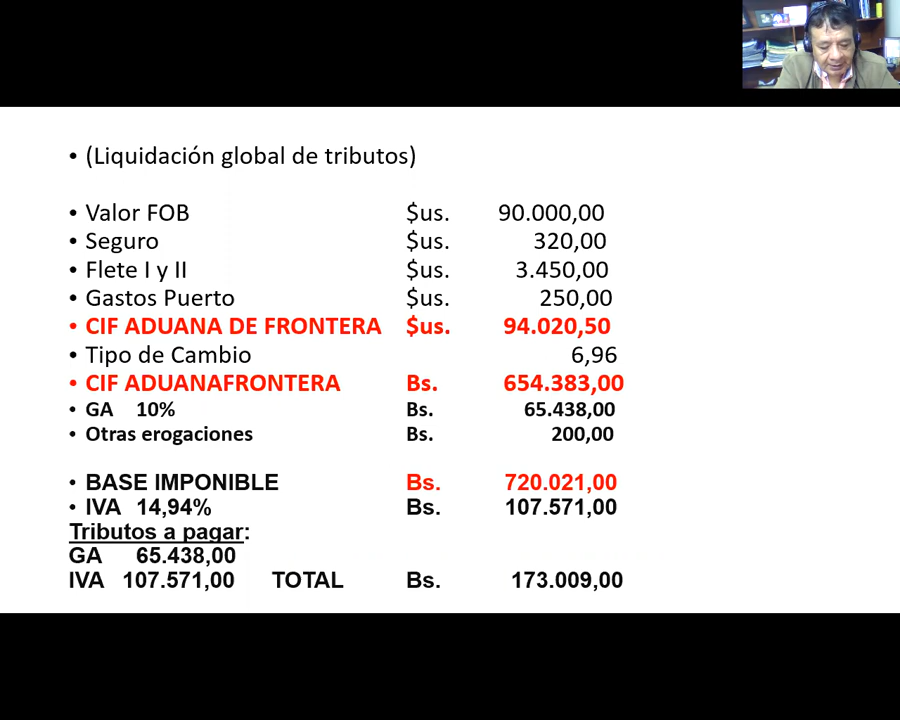 • (Liquidación global de tributos)
• Valor FOB $us. 90.000,00
• Seguro $us. 320,00
• Flete I y II $us. 3.450,00
• Gastos Puerto $us. 250,00
• CIF ADUANA DE FRONTERA $us. 94.020,50
• Tipo de Cambio 6,96
• CIF ADUANAFRONTERA Bs. 654.383,00
• GA 10% Bs. 65.438,00
• Otras erogaciones Bs. 200,00
• BASE IMPONIBLE Bs. 720.021,00
• IVA 14,94% Bs. 107.571,00
Tributos a pagar:
GA 65.438,00
IVA 107.571,00 TOTAL Bs. 173.009,00